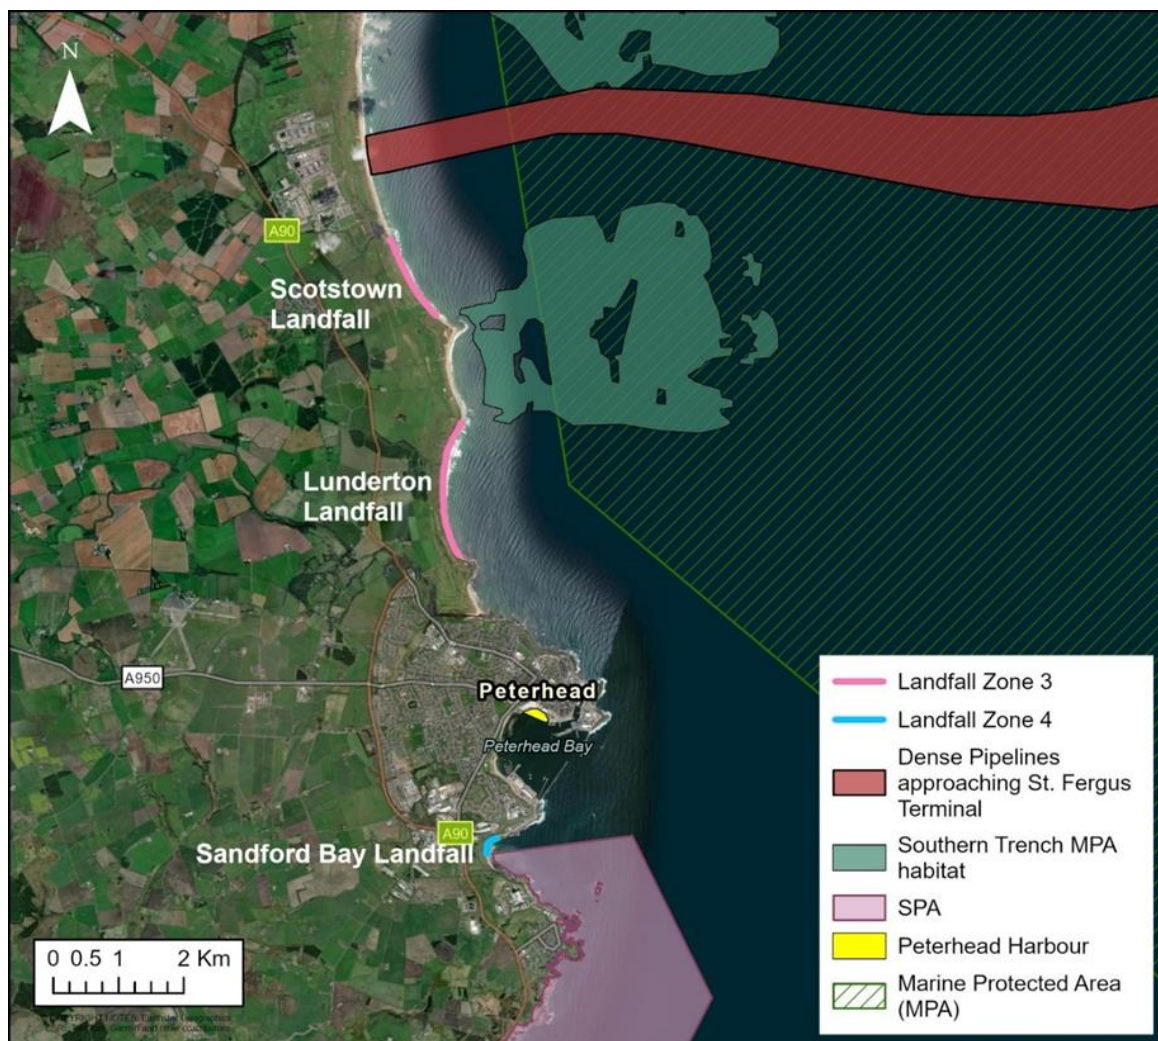 N
A90
Scotstown
Landfall
Lunderton
Landfall
A950
Peterhead
Peterhead Bay
A90
Sandford Bay Landfall
Landfall Zone 3
Landfall Zone 4
Dense Pipelines
approaching St. Fergus
Terminal
Southern Trench MPA
habitat
SPA
Peterhead Harbour
Marine Protected Area
(MPA)
0 0.5 1 2 Km